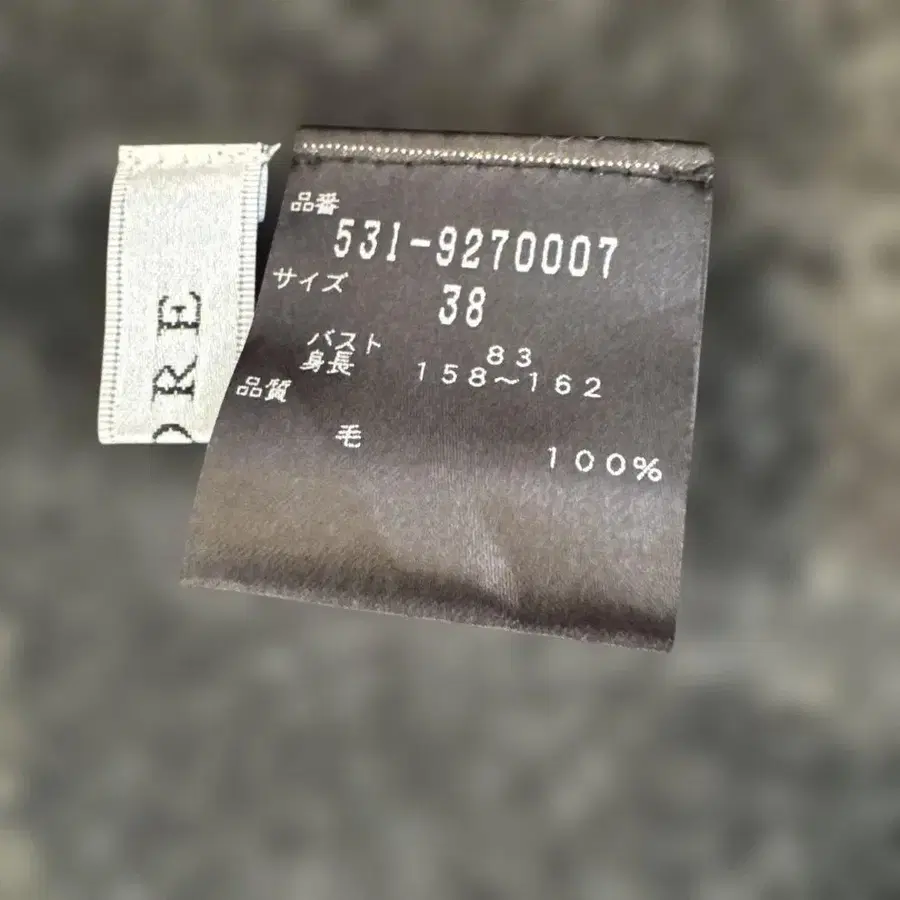 品番
531-9270007
サイズ
38
バスト 83
身長 158～162
品質
毛 100%
ORE